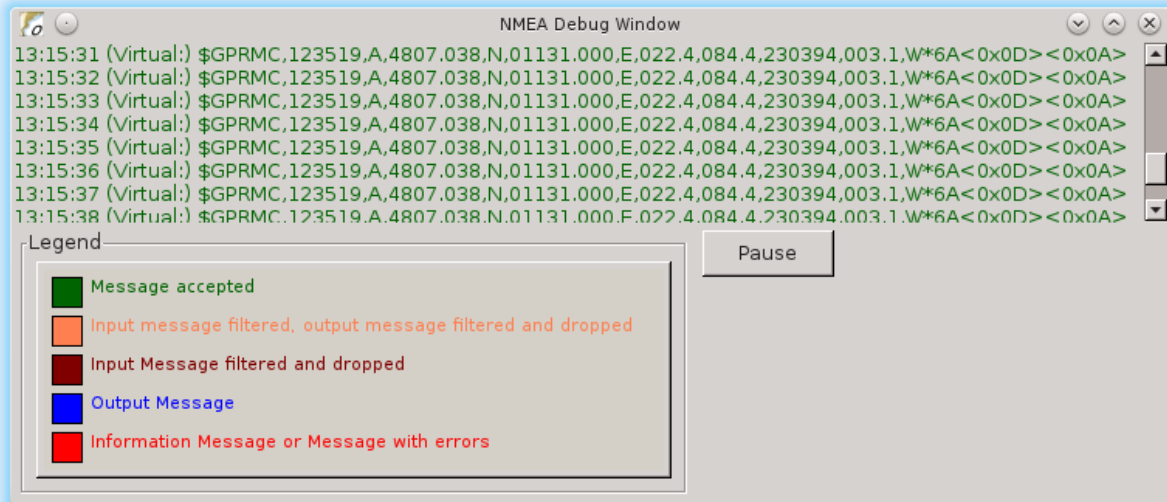 NMEA Debug Window
13:15:31 (Virtual:) $GPRMC,123519,A,4807.038,N,01131.000,E,022.4,084.4,230394,003.1,W*6A<0x0D><0x0A>
13:15:32 (Virtual:) $GPRMC,123519,A,4807.038,N,01131.000,E,022.4,084.4,230394,003.1,W*6A<0x0D><0x0A>
13:15:33 (Virtual:) $GPRMC,123519,A,4807.038,N,01131.000,E,022.4,084.4,230394,003.1,W*6A<0x0D><0x0A>
13:15:34 (Virtual:) $GPRMC,123519,A,4807.038,N,01131.000,E,022.4,084.4,230394,003.1,W*6A<0x0D><0x0A>
13:15:35 (Virtual:) $GPRMC,123519,A,4807.038,N,01131.000,E,022.4,084.4,230394,003.1,W*6A<0x0D><0x0A>
13:15:36 (Virtual:) $GPRMC,123519,A,4807.038,N,01131.000,E,022.4,084.4,230394,003.1,W*6A<0x0D><0x0A>
13:15:37 (Virtual:) $GPRMC,123519,A,4807.038,N,01131.000,E,022.4,084.4,230394,003.1,W*6A<0x0D><0x0A>
13:15:38 (Virtual:) $GPRMC,123519,A,4807.038,N,01131.000,E,022.4,084.4,230394,003.1,W*6A<0x0D><0x0A>
Legend
Pause
Message accepted
Input message filtered, output message filtered and dropped
Input Message filtered and dropped
Output Message
Information Message or Message with errors